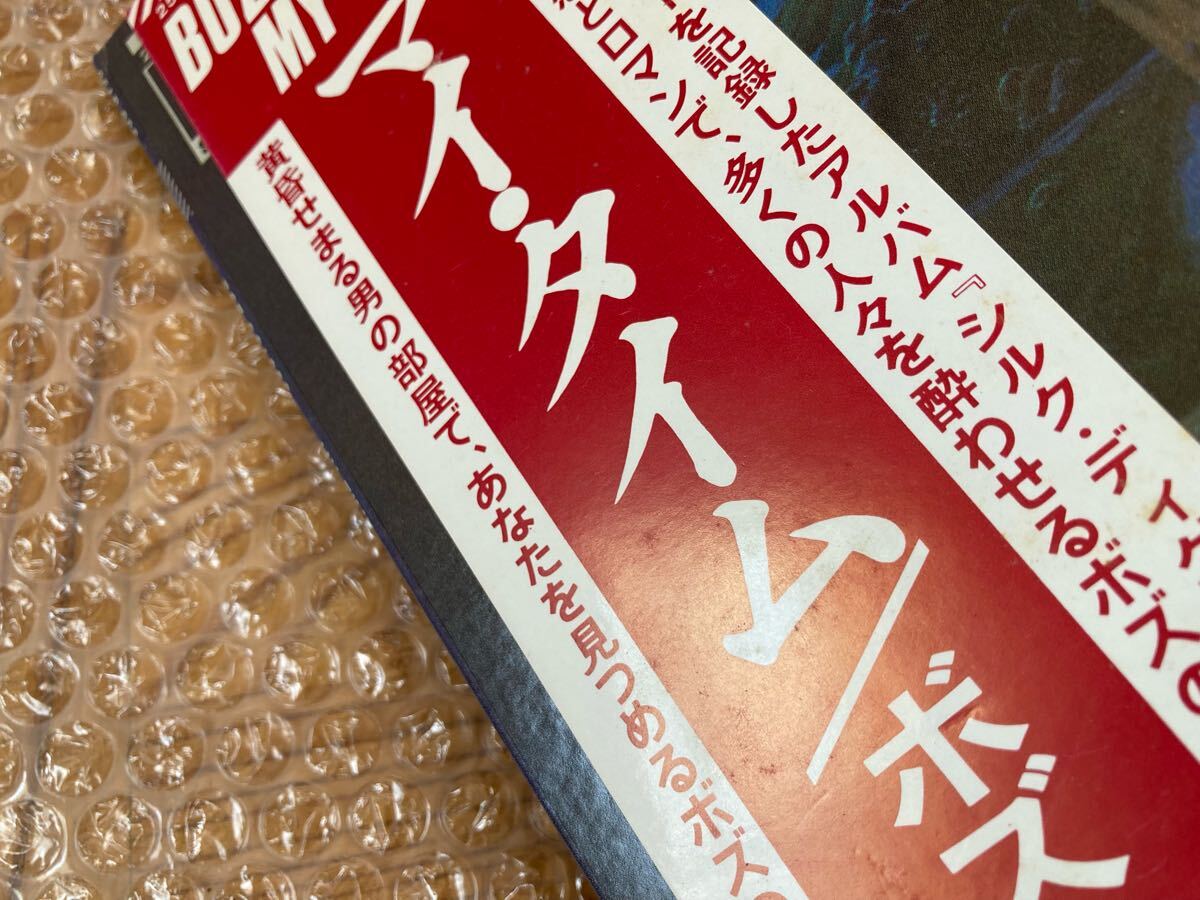 を記録したアルバム『シルク・ディ
とロマンで、多くの人々を酔わせるボズの
MY
マイ・タイム/ボズ
黄昏せまる男の部屋で、あなたを見つめるボズの